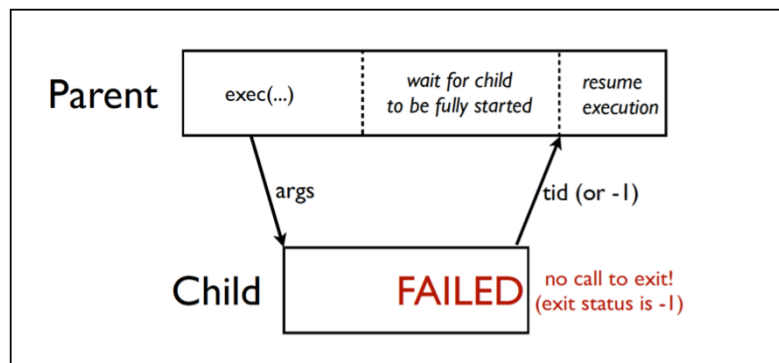 Parent
exec(...)
wait for child
to be fully started
resume
execution
args
tid (or -1)
Child
FAILED
no call to exit!
(exit status is -1)